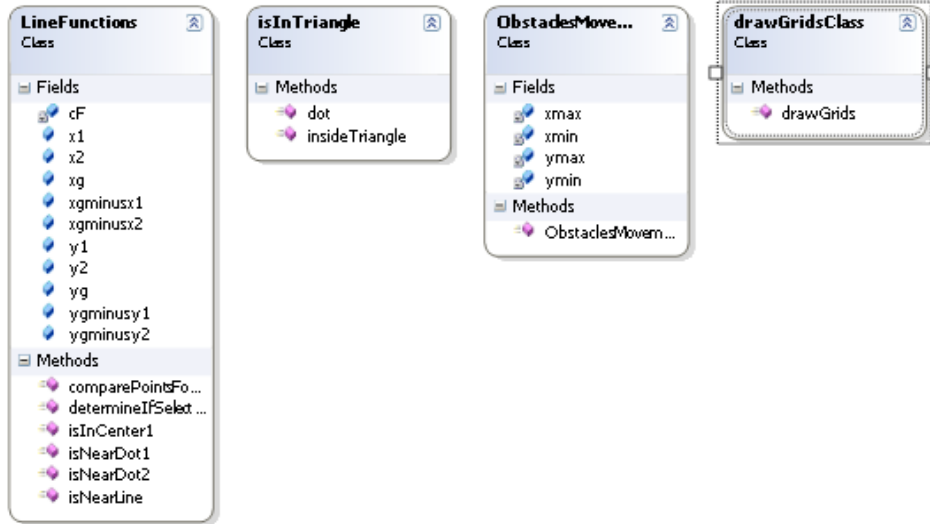 LineFunctions
Class
Fields
cF
x1
x2
xg
xgminusx1
xgminusx2
y1
y2
yg
ygminusy1
ygminusy2
Methods
comparePointsFo...
determineIfSelect ...
isInCenter1
isNearDot1
isNearDot2
isNearLine
isInTriangle
Class
Methods
dot
insideTriangle
ObstaclesMove...
Class
Fields
xmax
xmin
ymax
ymin
Methods
ObstaclesMovem...
drawGridsClass
Class
Methods
drawGrids